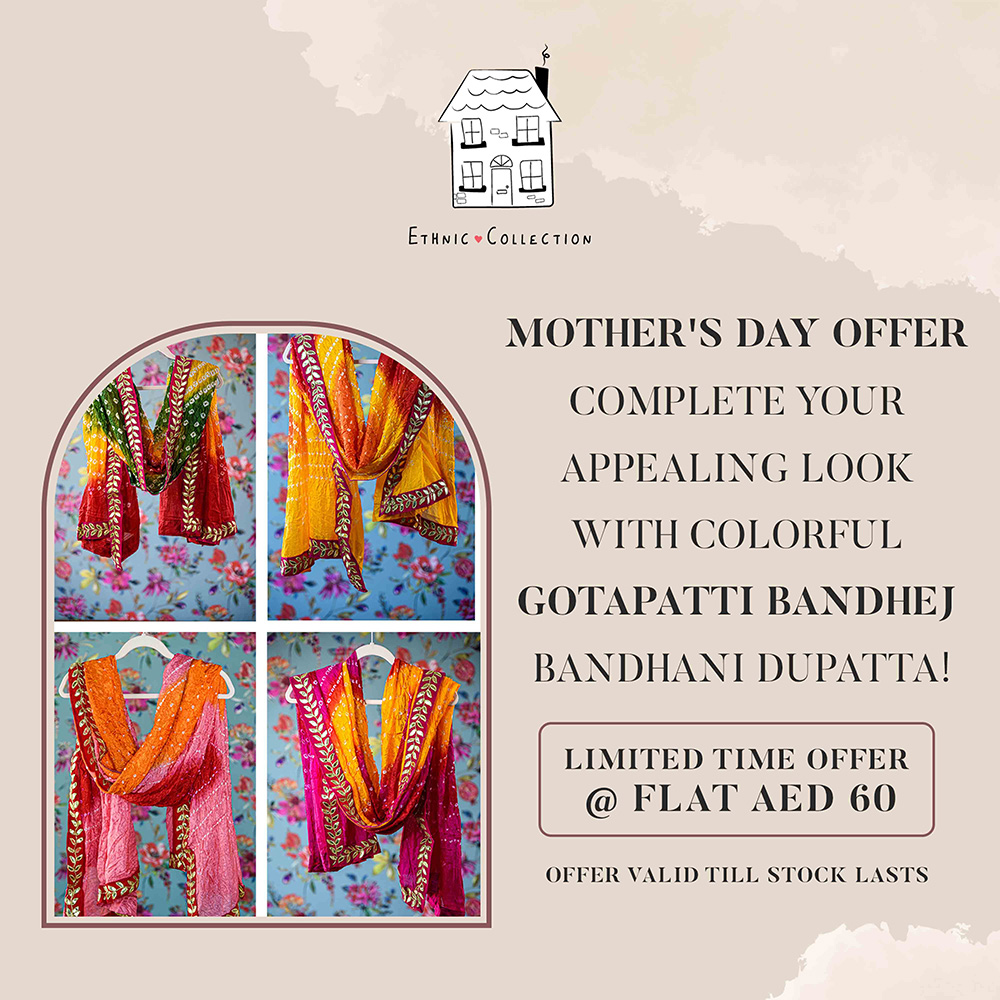 ETHNIC♥COLLECTION
MOTHER'S DAY OFFER
COMPLETE YOUR
APPEALING LOOK
WITH COLORFUL
GOTAPATTI BANDHEJ
BANDHANI DUPATTA!
LIMITED TIME OFFER
@ FLAT AED 60
OFFER VALID TILL STOCK LASTS